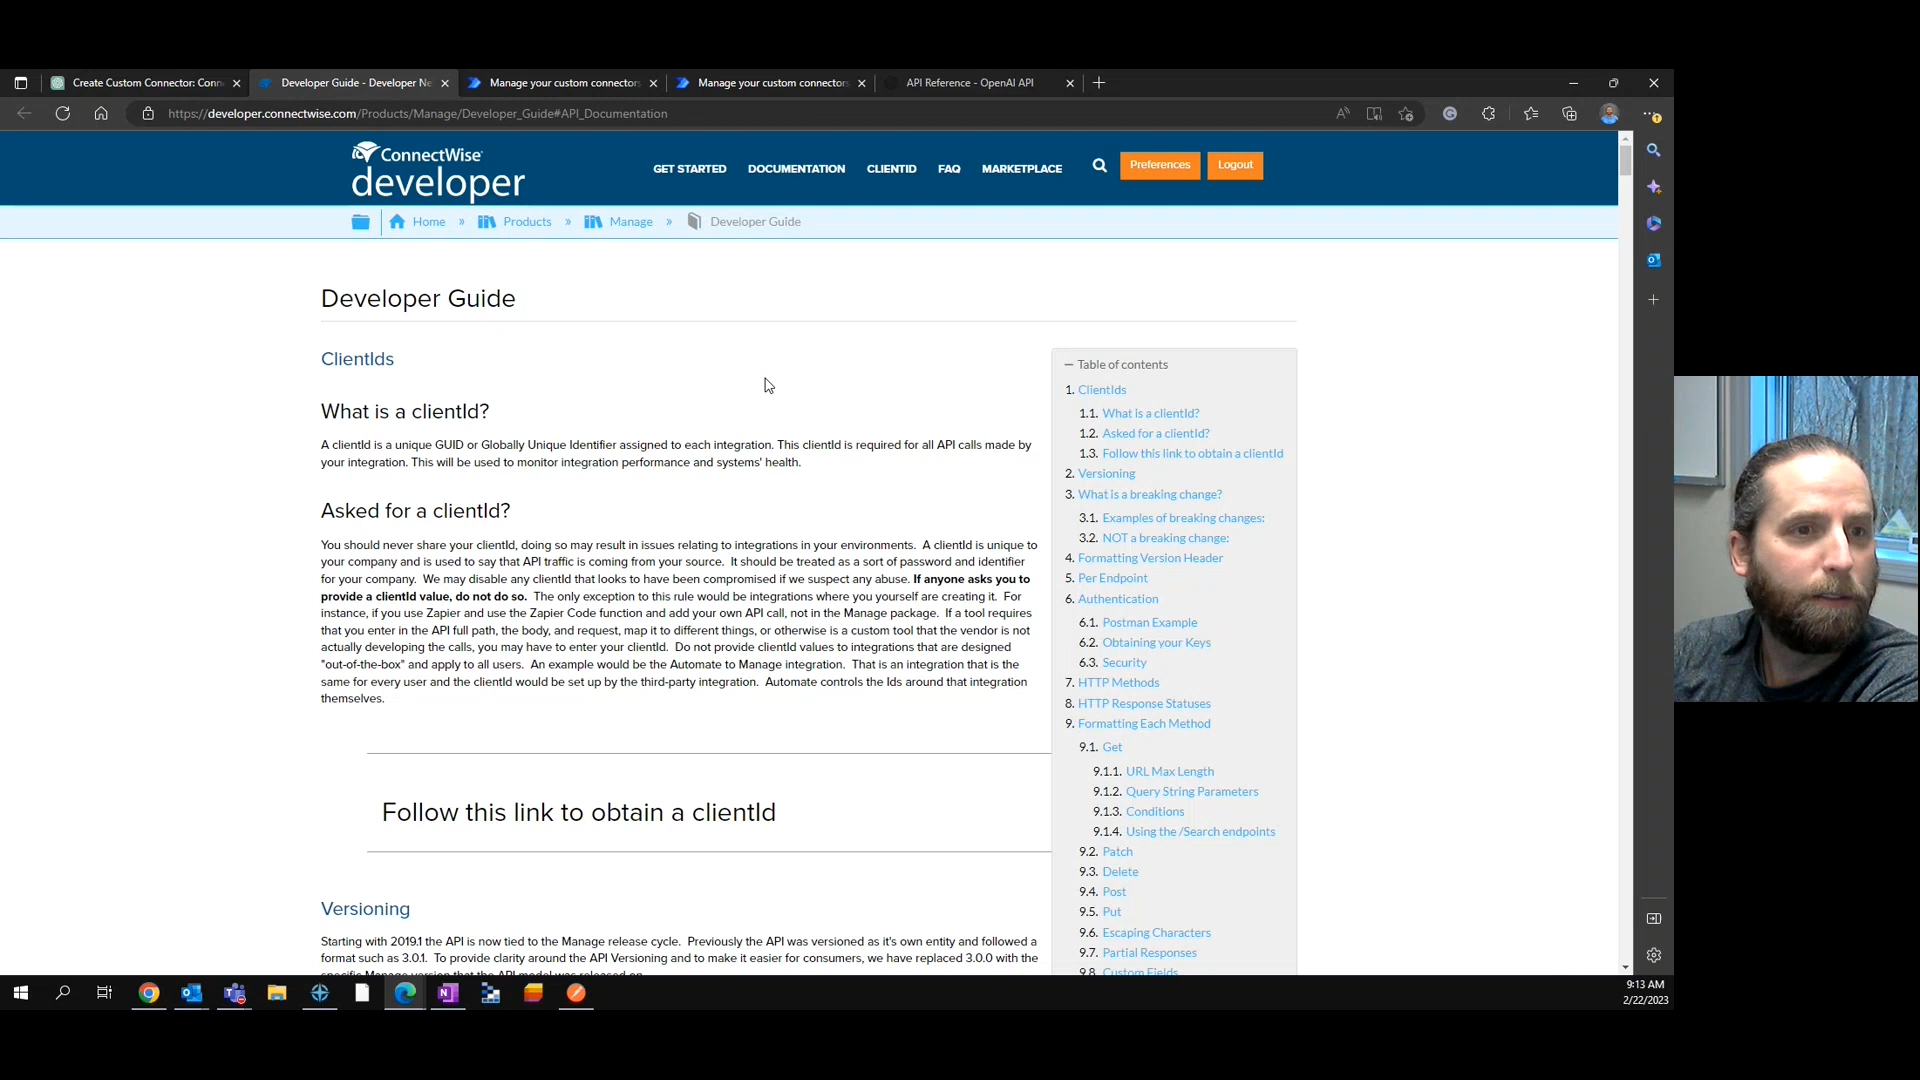 Create Custom Connector: Conn
Developer Guide - Developer Ne
Manage your custom connectors
Manage your custom connectors
API Reference - OpenAI API
https://developer.connectwise.com/Products/Manage/Developer_Guide#API_Documentation
ConnectWise
developer
GET STARTED
DOCUMENTATION
CLIENTID
FAQ
MARKETPLACE
Preferences
Logout
Home » Products » Manage » Developer Guide
Developer Guide
ClientIds
What is a clientId?
A clientId is a unique GUID or Globally Unique Identifier assigned to each integration. This clientId is required for all API calls made by
your integration. This will be used to monitor integration performance and systems' health.
Asked for a clientId?
You should never share your clientId, doing so may result in issues relating to integrations in your environments. A clientId is unique to
your company and is used to say that API traffic is coming from your source. It should be treated as a sort of password and identifier
for your company. We may disable any clientId that looks to have been compromised if we suspect any abuse. If anyone asks you to
provide a clientId value, do not do so. The only exception to this rule would be integrations where you yourself are creating it. For
instance, if you use Zapier and use the Zapier Code function and add your own API call, not in the Manage package. If a tool requires
that you enter in the API full path, the body, and request, map it to different things, or otherwise is a custom tool that the vendor is not
actually developing the calls, you may have to enter your clientId. Do not provide clientId values to integrations that are designed
"out-of-the-box" and apply to all users. An example would be the Automate to Manage integration. That is an integration that is the
same for every user and the clientId would be set up by the third-party integration. Automate controls the Ids around that integration
themselves.
Follow this link to obtain a clientId
Versioning
Starting with 2019.1 the API is now tied to the Manage release cycle. Previously the API was versioned as it's own entity and followed a
format such as 3.0.1. To provide clarity around the API Versioning and to make it easier for consumers, we have replaced 3.0.0 with the
specific Manage version that the API model was released on
Table of contents
1. ClientIds
1.1. What is a clientId?
1.2. Asked for a clientId?
1.3. Follow this link to obtain a clientId
2. Versioning
3. What is a breaking change?
3.1. Examples of breaking changes:
3.2. NOT a breaking change:
4. Formatting Version Header
5. Per Endpoint
6. Authentication
6.1. Postman Example
6.2. Obtaining your Keys
6.3. Security
7. HTTP Methods
8. HTTP Response Statuses
9. Formatting Each Method
9.1. Get
9.1.1. URL Max Length
9.1.2. Query String Parameters
9.1.3. Conditions
9.1.4. Using the /Search endpoints
9.2. Patch
9.3. Delete
9.4. Post
9.5. Put
9.6. Escaping Characters
9.7. Partial Responses
9.8. Custom Fields
9:13 AM
2/22/2023